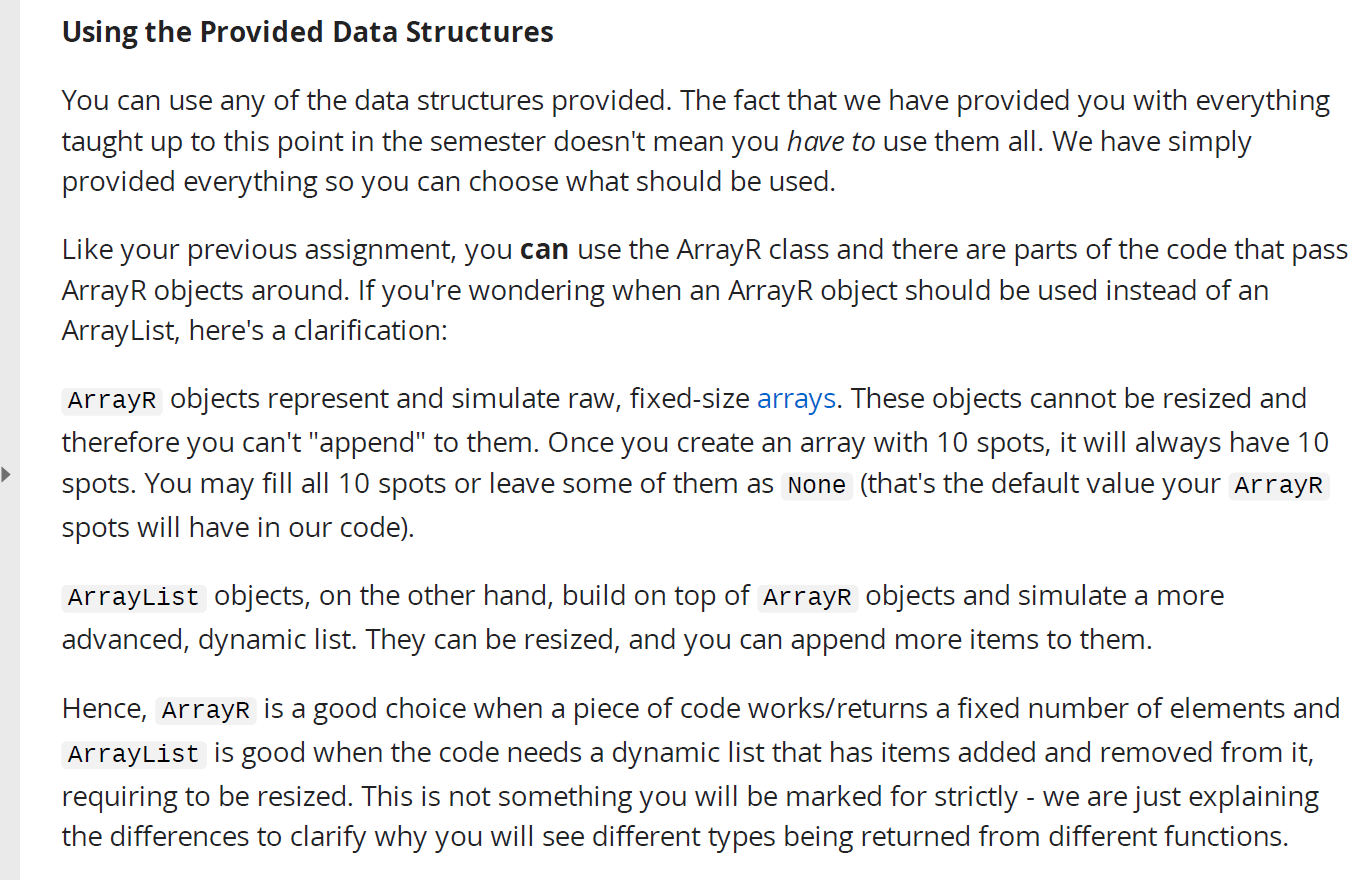 Using the Provided Data Structures
You can use any of the data structures provided. The fact that we have provided you with everything
taught up to this point in the semester doesn't mean you have to use them all. We have simply
provided everything so you can choose what should be used.
Like your previous assignment, you can use the ArrayR class and there are parts of the code that pass
ArrayR objects around. If you're wondering when an ArrayR object should be used instead of an
ArrayList, here's a clarification:
ArrayR objects represent and simulate raw, fixed-size arrays. These objects cannot be resized and
therefore you can't "append" to them. Once you create an array with 10 spots, it will always have 10
spots. You may fill all 10 spots or leave some of them as None (that's the default value your ArrayR
spots will have in our code).
ArrayList objects, on the other hand, build on top of ArrayR objects and simulate a more
advanced, dynamic list. They can be resized, and you can append more items to them.
Hence, ArrayR is a good choice when a piece of code works/returns a fixed number of elements and
ArrayList is good when the code needs a dynamic list that has items added and removed from it,
requiring to be resized. This is not something you will be marked for strictly - we are just explaining
the differences to clarify why you will see different types being returned from different functions.